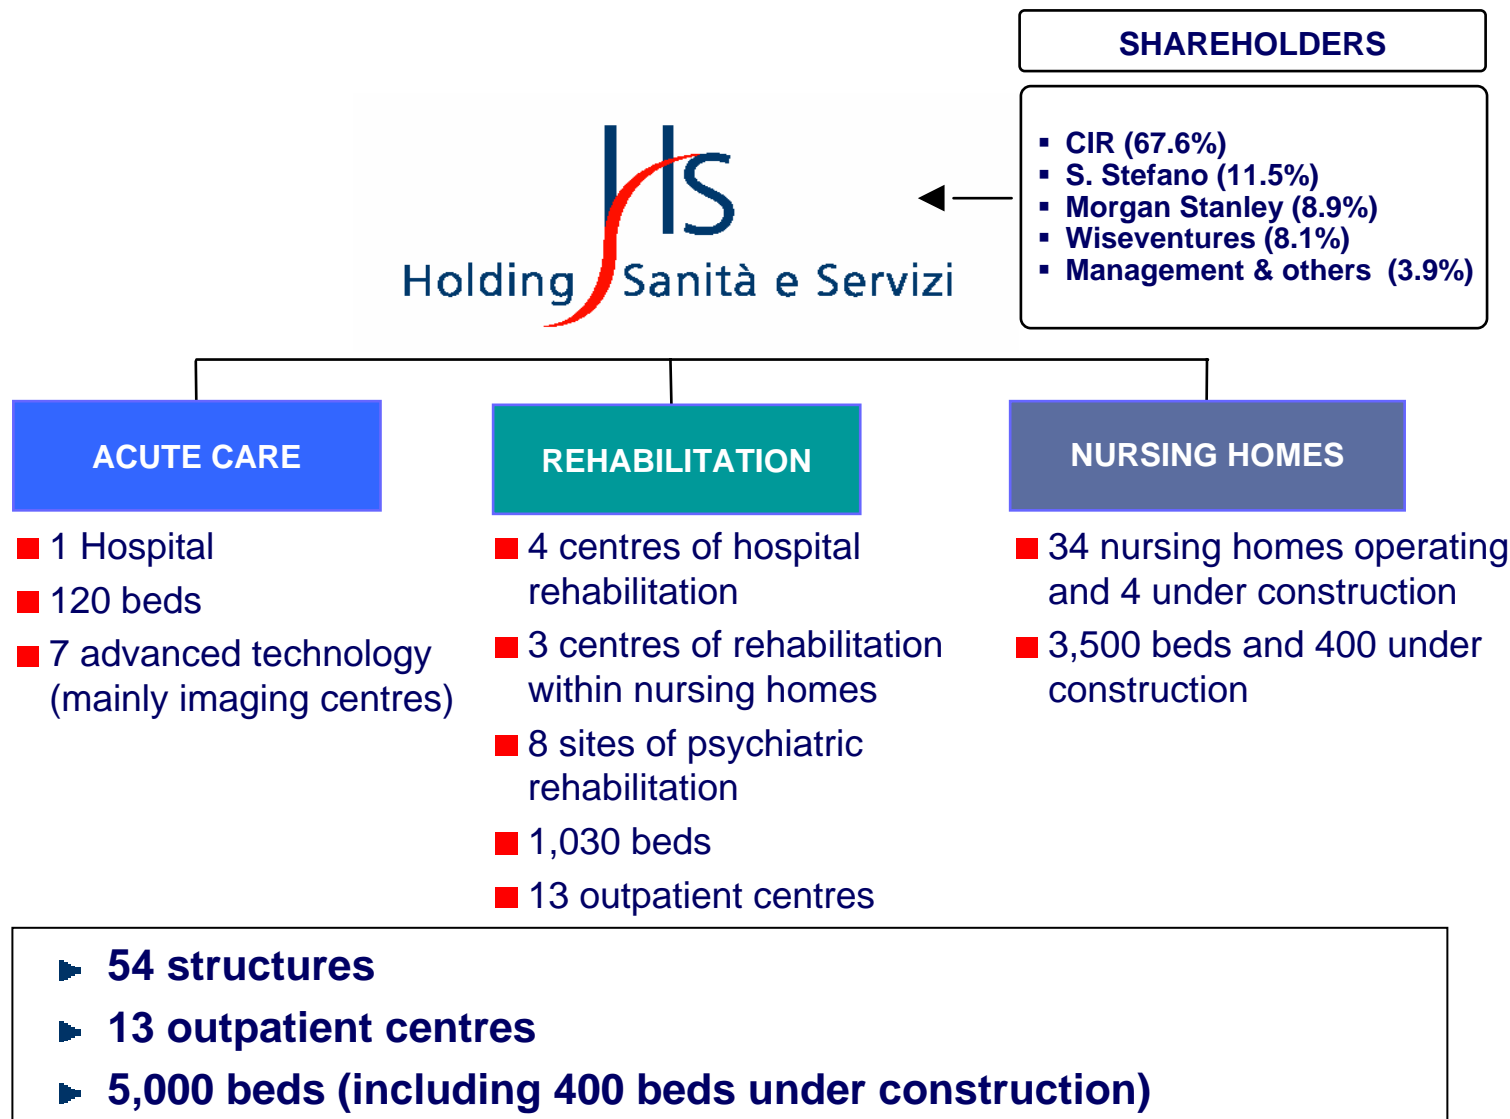 SHAREHOLDERS
CIR (67.6%)
S. Stefano (11.5%)
Morgan Stanley (8.9%)
Wiseventures (8.1%)
Management & others (3.9%)
HS
Holding Sanità e Servizi
ACUTE CARE
1 Hospital
120 beds
7 advanced technology
(mainly imaging centres)
REHABILITATION
4 centres of hospital
rehabilitation
3 centres of rehabilitation
within nursing homes
8 sites of psychiatric
rehabilitation
1,030 beds
13 outpatient centres
NURSING HOMES
34 nursing homes operating
and 4 under construction
3,500 beds and 400 under
construction
54 structures
13 outpatient centres
5,000 beds (including 400 beds under construction)